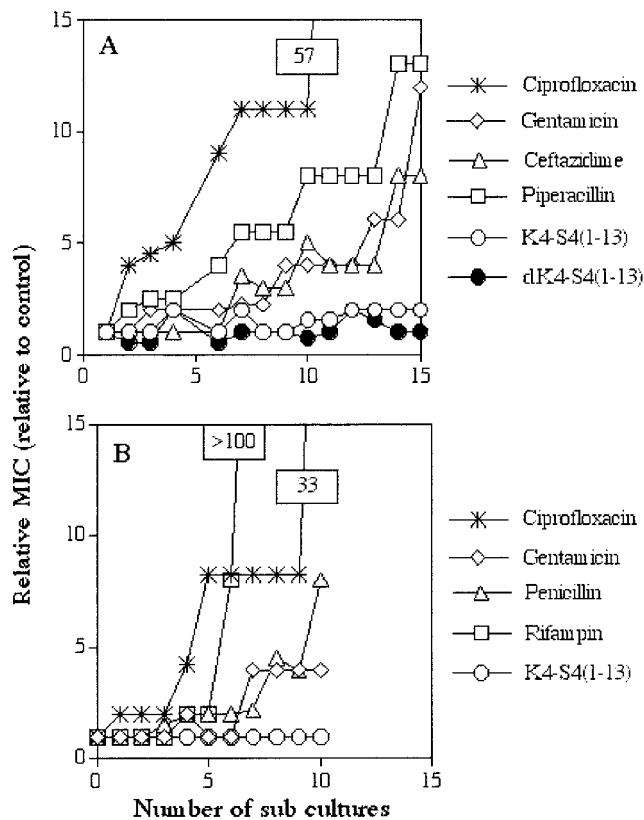 Relative MIC (relative to control)
A
15
10
5
0
0
5
10
15
57
Ciprofloxacin
Gentamicin
Ceftazidime
Piperacillin
K4-S4(1-13)
dK4-S4(1-13)
B
15
10
5
0
0
5
10
15
>100
33
Ciprofloxacin
Gentamicin
Penicillin
Rifampin
K4-S4(1-13)
Number of sub cultures